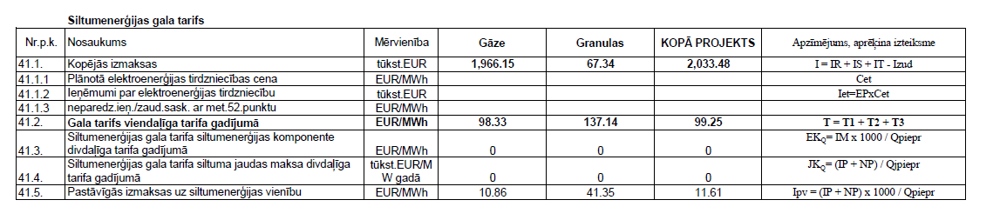 Siltumenerģijas gala tarifs
Nr.p.k. Nosaukums Mērvienība Gāze Granulas KOPĀ PROJEKTS Apzīmējums, aprēķina izteiksme
41.1. Kopējās izmaksas tūkst.EUR 1,966.15 67.34 2,033.48 I = IR + IS + IT - Izud
41.1.1 Plānotā elektroenerģijas tirdzniecības cena EUR/MWh Cet
41.1.2 Ieņēmumi par elektroenerģijas tirdzniecību tūkst.EUR Iet=EPxCet
41.1.3 neparedz.ieņ./zaud.sask. ar met.52.punktu EUR/MWh
41.2. Gala tarifs viendaļīga tarifa gadījumā EUR/MWh 98.33 137.14 99.25 T = T1 + T2 + T3
Siltumenerģijas gala tarifa siltumenerģijas komponente EKQ= IM x 1000 / Qpiepr
41.3. divdaļīga tarifa gadījumā EUR/MWh 0 0 0
Siltumenerģijas gala tarifa siltuma jaudas maksa divdaļīga tūkst.EUR/M JKQ= (IP + NP) / Qjpiepr
41.4. tarifa gadījumā W gadā 0 0 0
41.5. Pastāvīgās izmaksas uz siltumenerģijas vienību EUR/MWh 10.86 41.35 11.61 Ipv = (IP + NP) x 1000 / Qpiepr